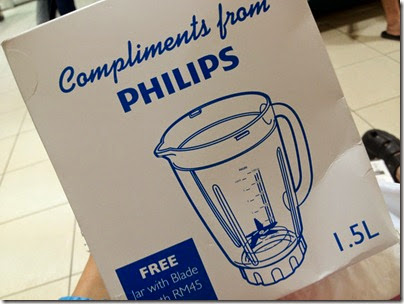 Compliments from
PHILIPS
1.5L
FREE
Jar with Blade
RM45